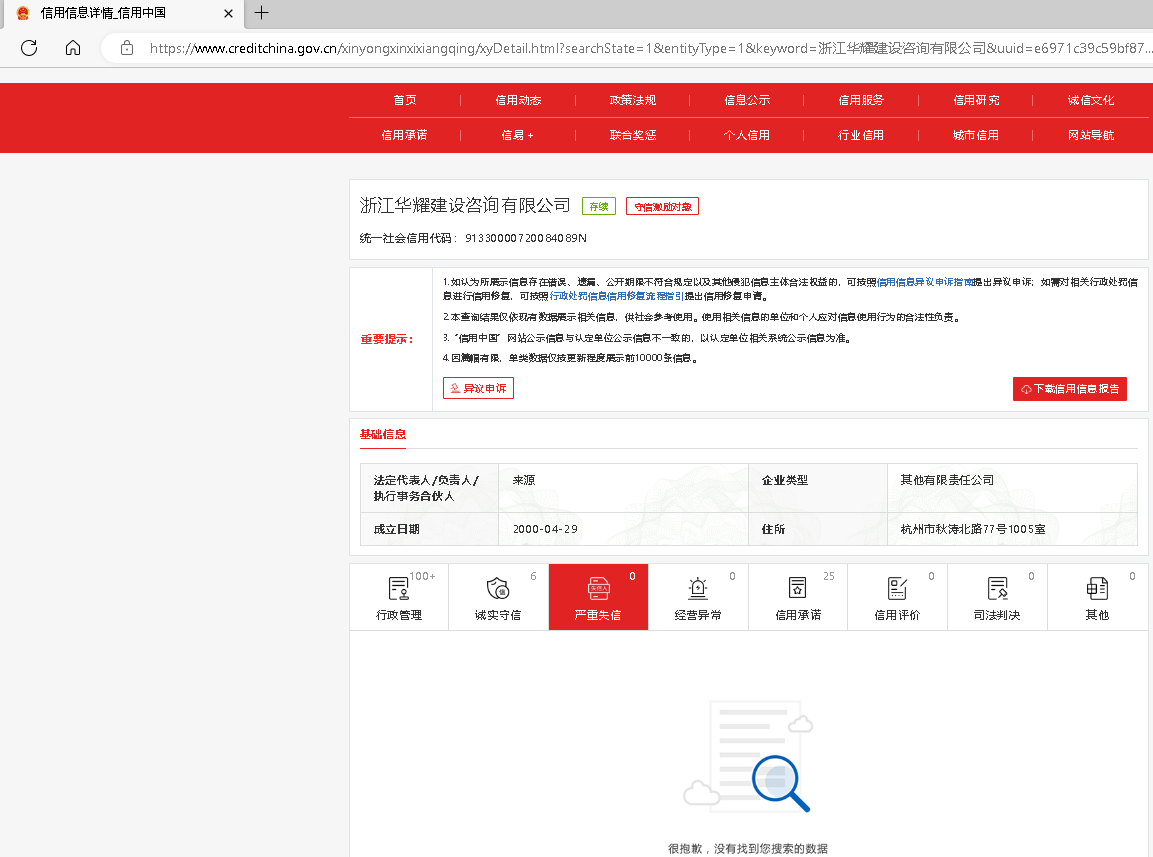 信用信息详情_信用中国
https://www.creditchina.gov.cn/xinyongxinxixiangqing/xyDetail.html?searchState=1&entityType=1&keyword=浙江华耀建设咨询有限公司&uuid=e6971c39c59bf87...
首页 信用动态 政策法规 信息公示 信用服务 信用研究 诚信文化
信用承诺 信易+ 联合奖惩 个人信用 行业信用 城市信用 网站导航
浙江华耀建设咨询有限公司 存续 守信激励对象
统一社会信用代码: 91330000720084089N
1.如认为所展示信息存在错误、遗漏、公开期限不符合规定以及其他侵犯信息主体合法权益的，可按照信用信息异议申诉指南提出异议申诉；如需对相关行政处罚信
息进行信用修复，可按照行政处罚信息信用修复流程指引提出信用修复申请。
2.本查询结果仅依现有数据展示相关信息，供社会参考使用。使用相关信息的单位和个人应对信息使用行为的合法性负责。
重要提示：
3.“信用中国”网站公示信息与认定单位公示信息不一致的，以认定单位相关系统公示信息为准。
4.因篇幅有限，单类数据仅按更新程度展示前10000条信息。
异议申诉 下载信用信息报告
基础信息
法定代表人/负责人/
执行事务合伙人 来源 企业类型 其他有限责任公司
成立日期 2000-04-29 住所 杭州市秋涛北路77号1005室
100+ 6 0 0 25 0 0 0
失信人 信
行政管理 诚实守信 严重失信 经营异常 信用承诺 信用评价 司法判决 其他
很抱歉，没有找到您搜索的数据